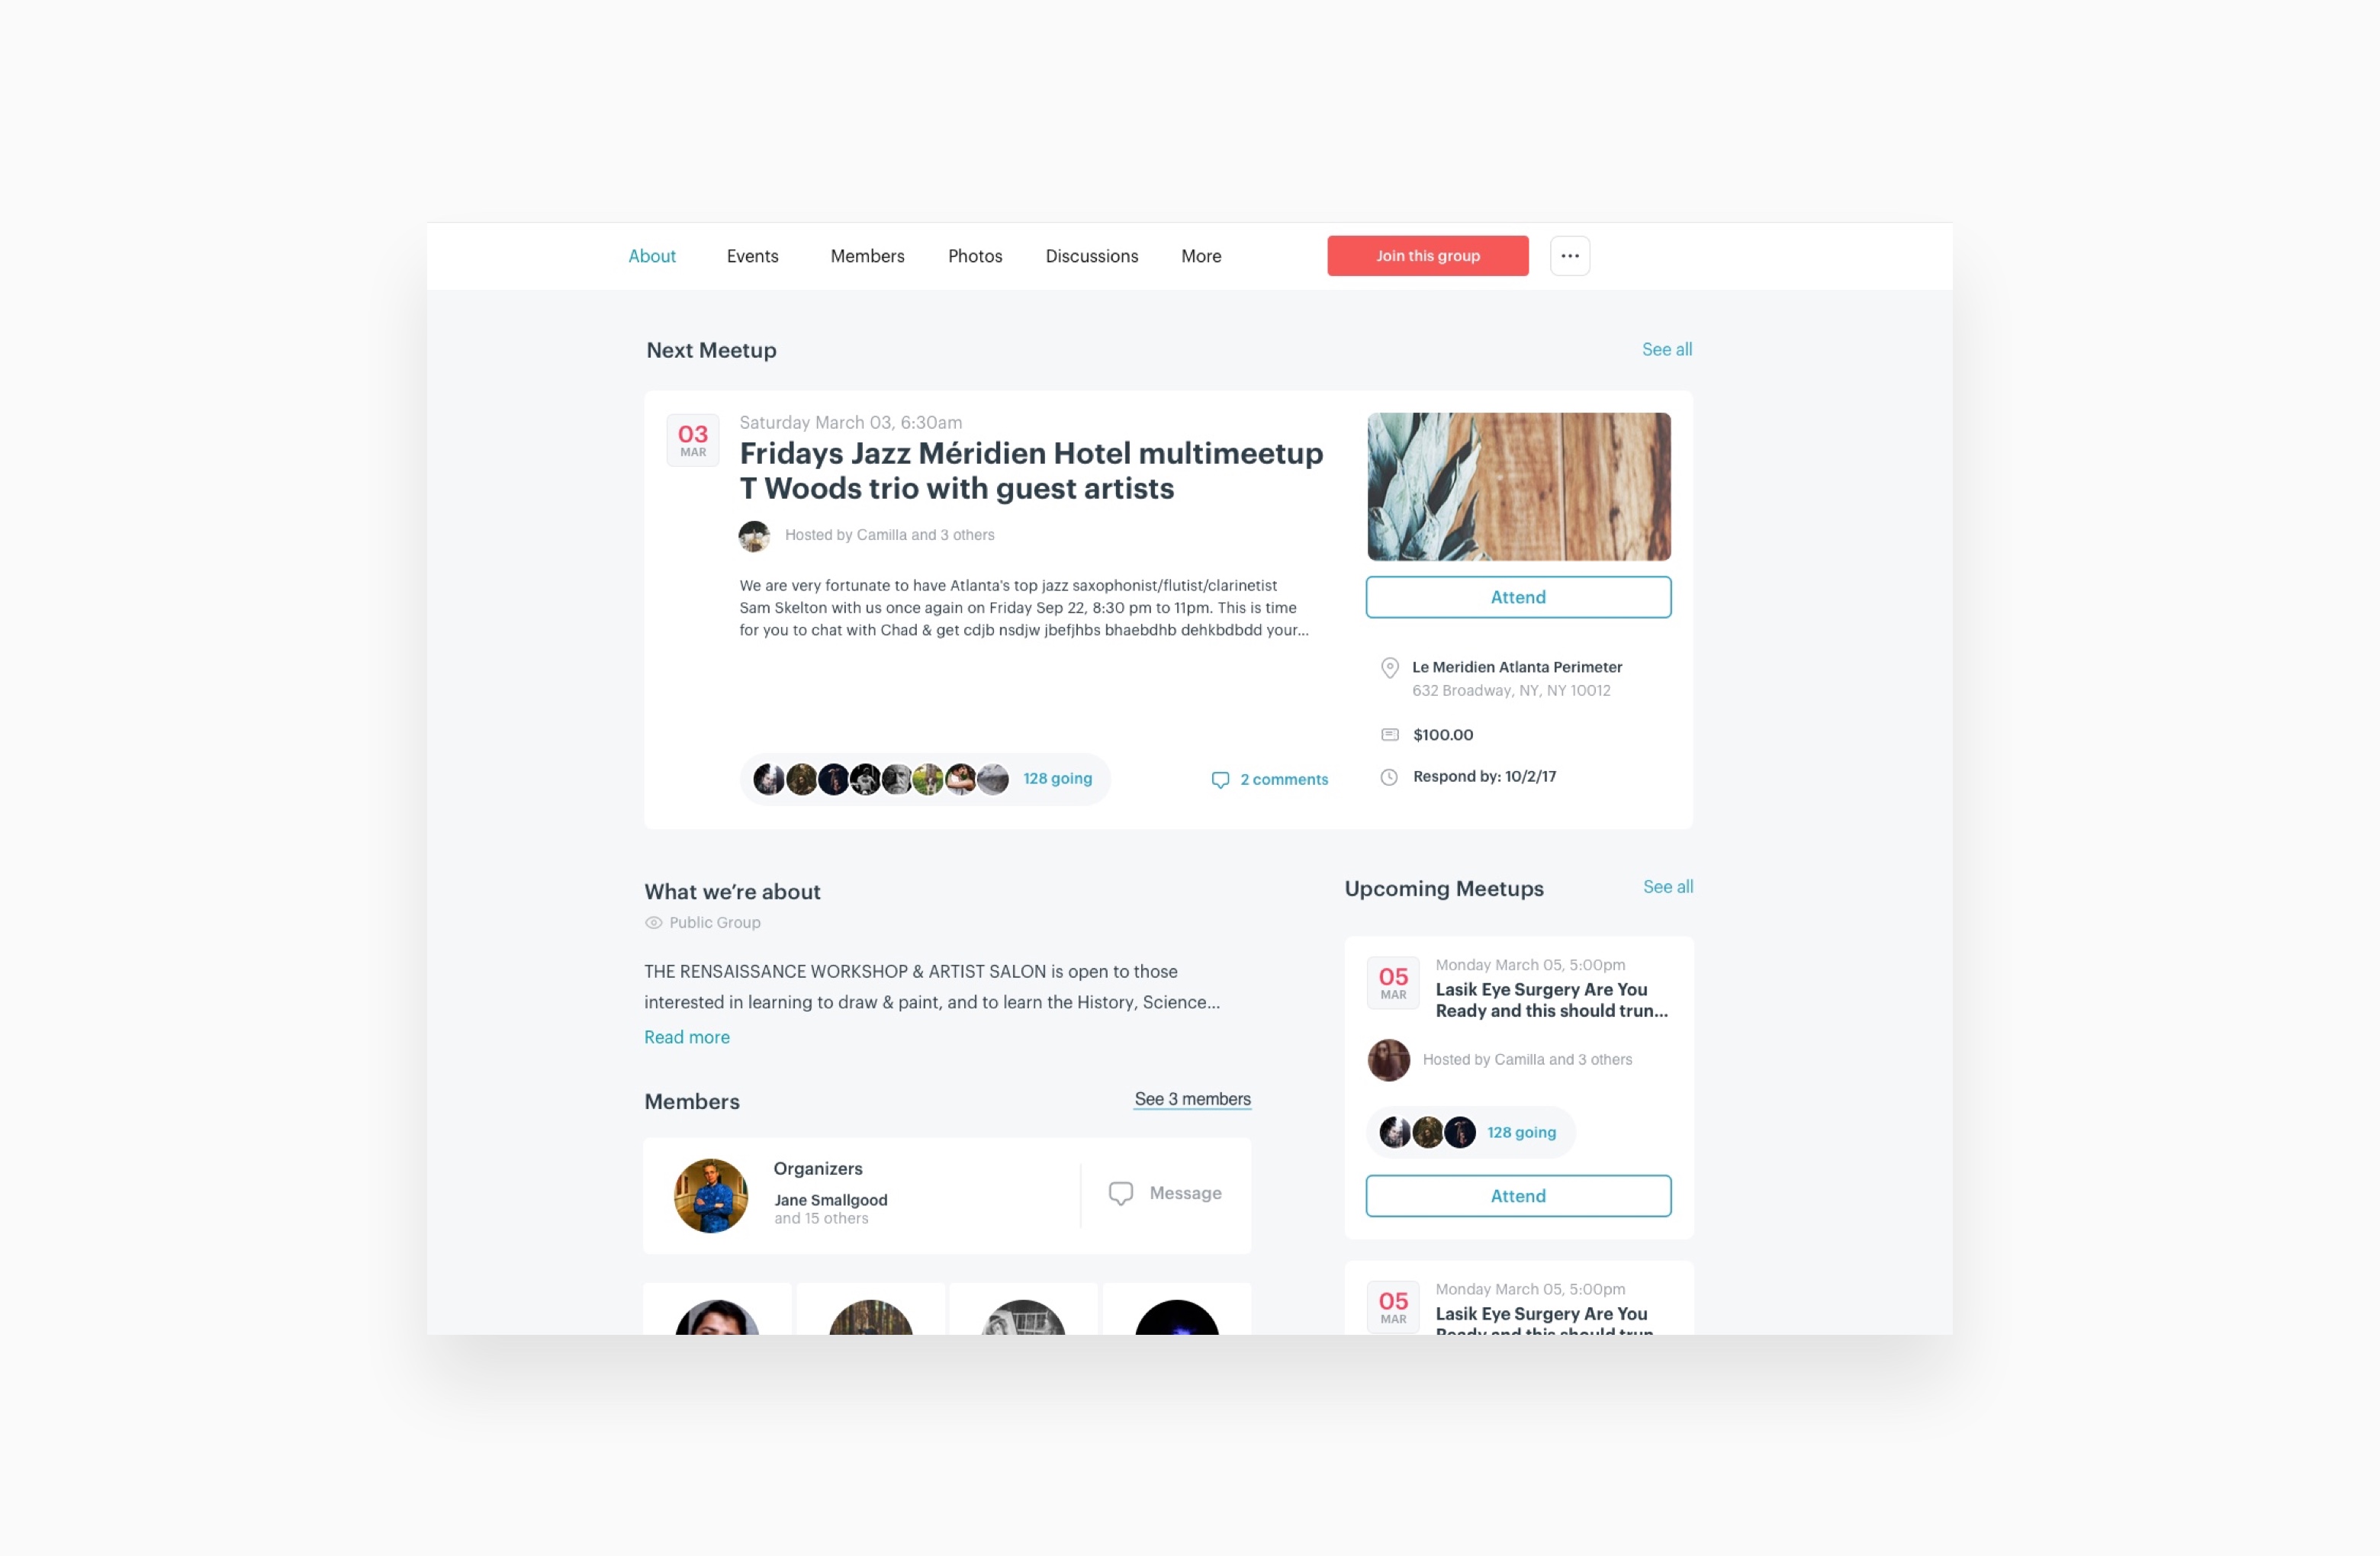 About Events Members Photos Discussions More Join this group
Next Meetup See all
03
MAR
Saturday March 03, 6:30am
Fridays Jazz Méridien Hotel multimeetup
T Woods trio with guest artists
Hosted by Camilla and 3 others
We are very fortunate to have Atlanta's top jazz saxophonist/flutist/clarinetist
Sam Skelton with us once again on Friday Sep 22, 8:30 pm to 11pm. This is time
for you to chat with Chad & get cdjb nsdjw jbefjhbs bhaebdhb dehkbdbdd your...
128 going
2 comments
Attend
Le Meridien Atlanta Perimeter
632 Broadway, NY, NY 10012
$100.00
Respond by: 10/2/17
What we’re about
Public Group
THE RENSAISSANCE WORKSHOP & ARTIST SALON is open to those
interested in learning to draw & paint, and to learn the History, Science...
Read more
Members See 3 members
Organizers
Jane Smallgood
and 15 others
Message
Upcoming Meetups See all
05
MAR
Monday March 05, 5:00pm
Lasik Eye Surgery Are You
Ready and this should trun...
Hosted by Camilla and 3 others
128 going
Attend
05
MAR
Monday March 05, 5:00pm
Lasik Eye Surgery Are You
Ready and this should trun